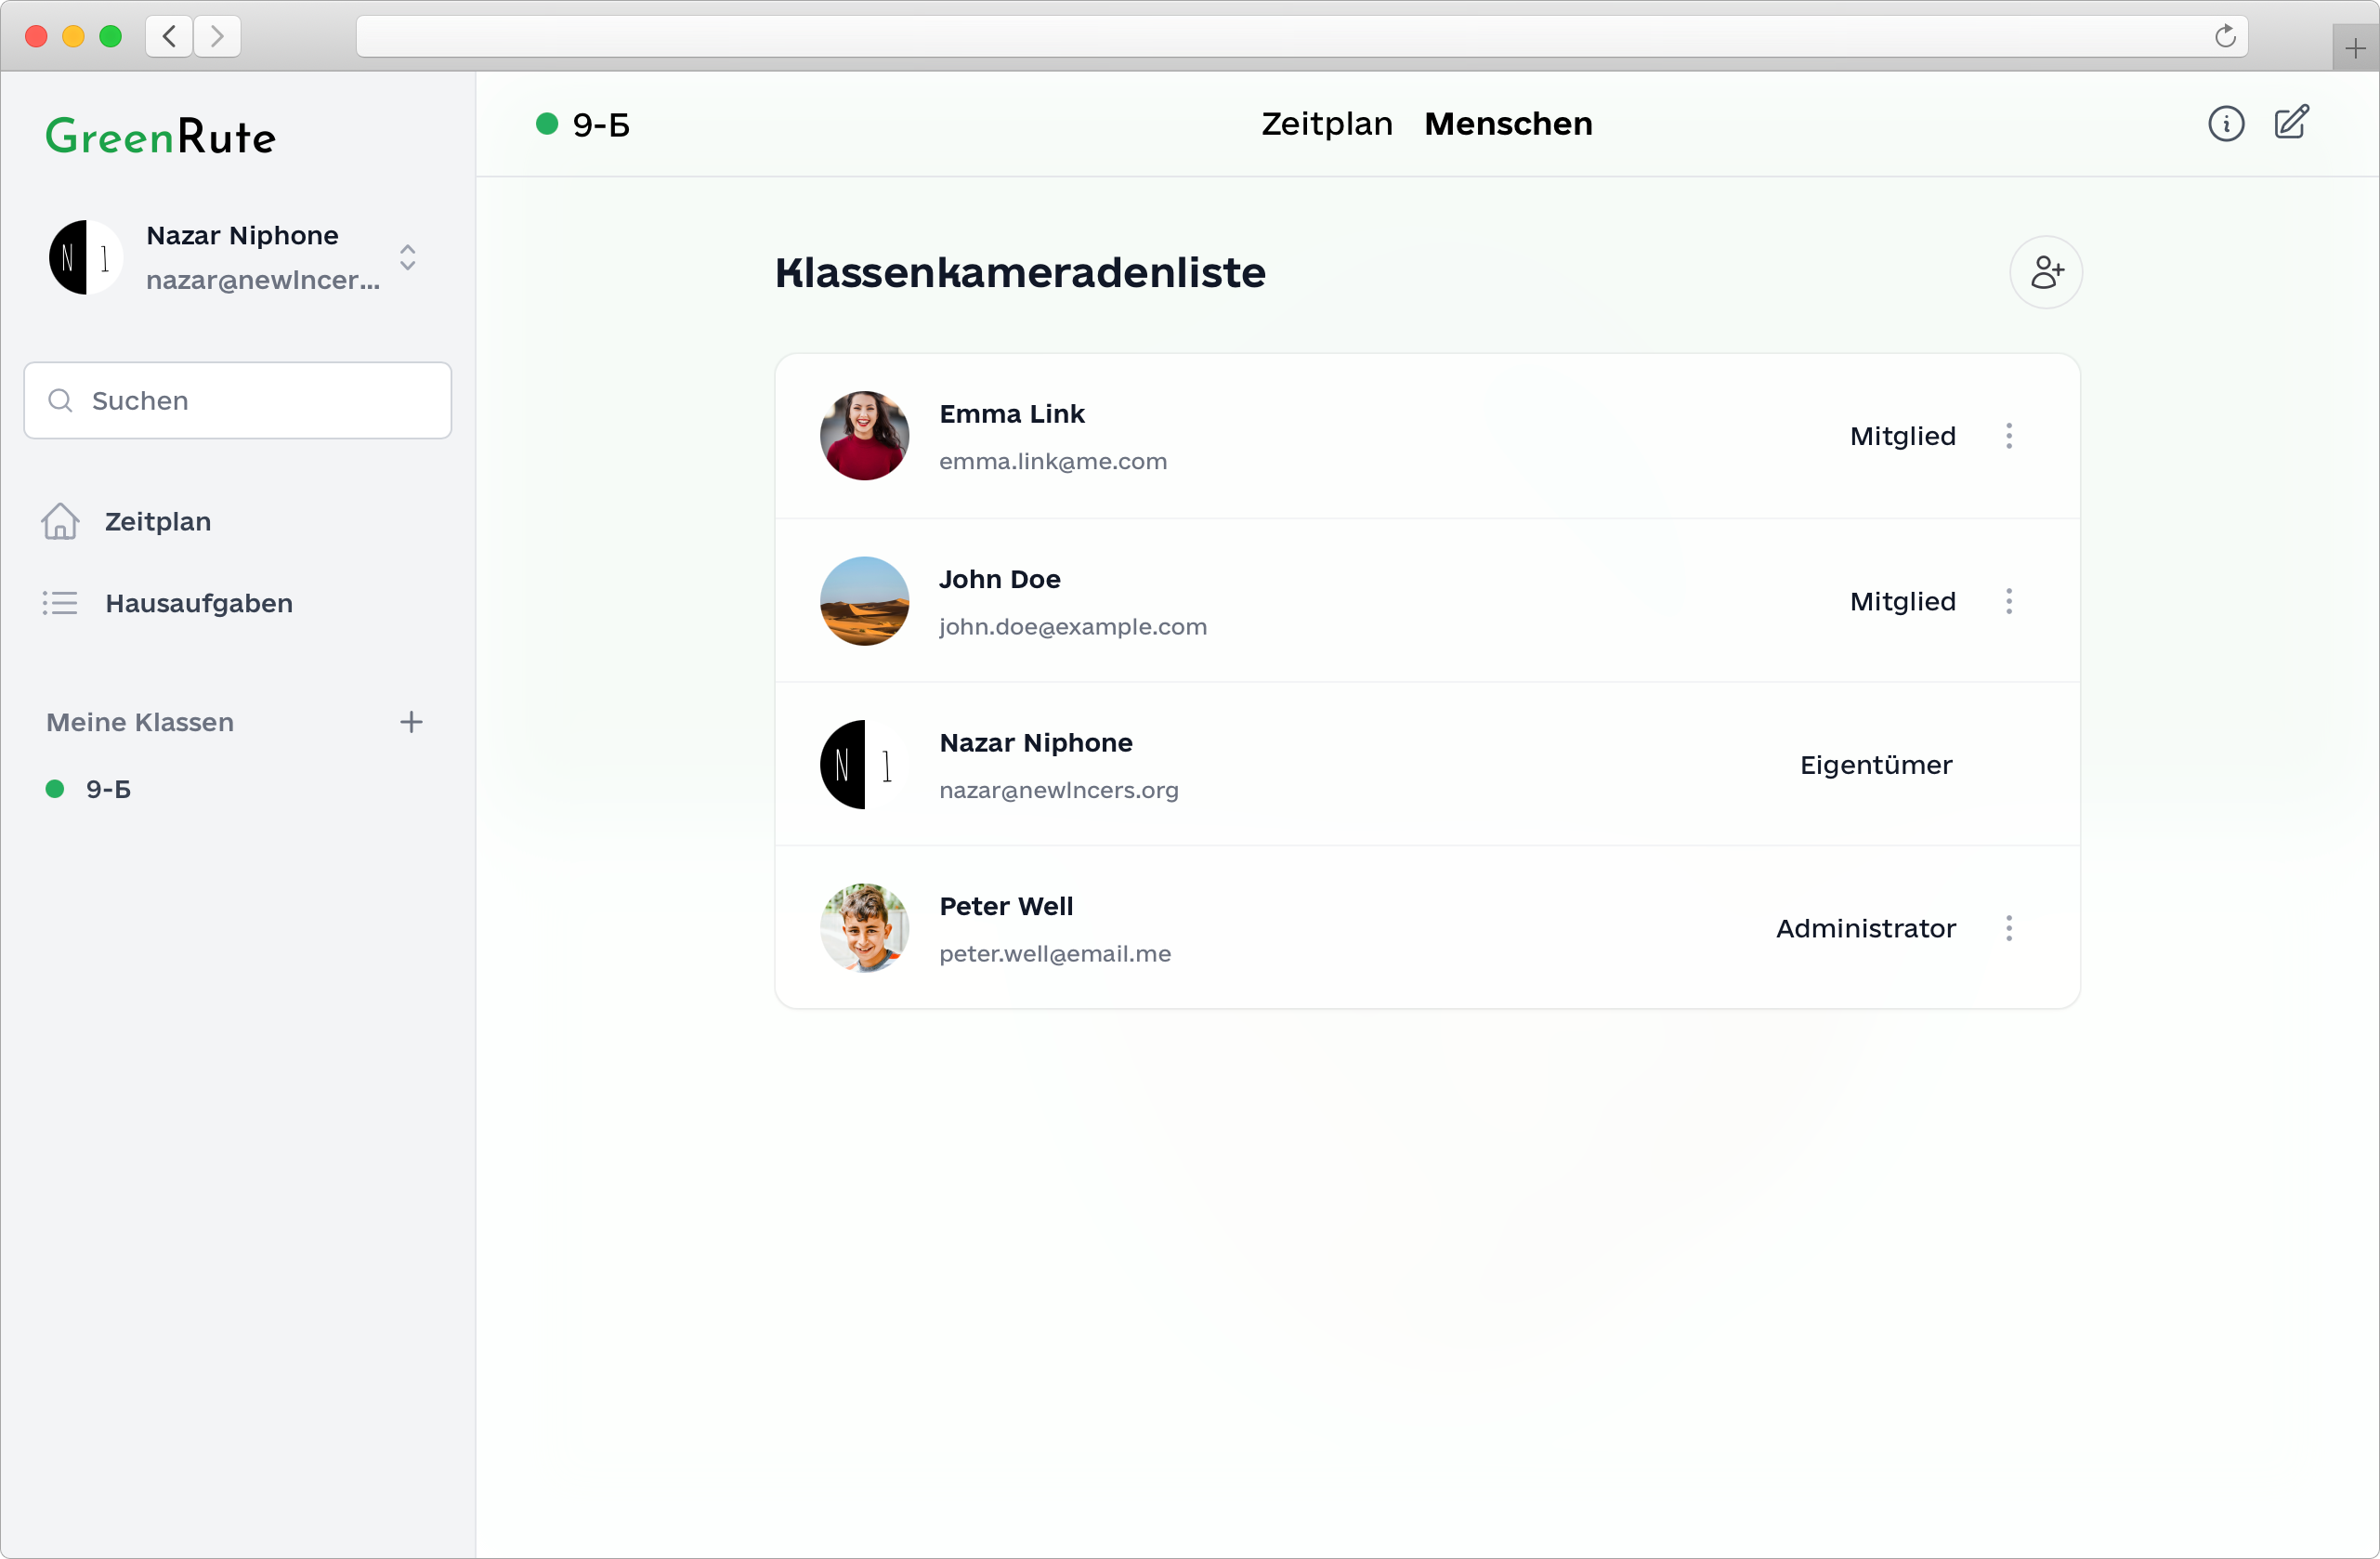 GreenRute
N 1
Nazar Niphone
nazar@newlncer...
Suchen
Zeitplan
Hausaufgaben
Meine Klassen
9-Б
9-Б
Zeitplan Menschen
Klassenkameradenliste
Emma Link
emma.link@me.com
Mitglied
John Doe
john.doe@example.com
Mitglied
N 1
Nazar Niphone
nazar@newlncers.org
Eigentümer
Peter Well
peter.well@email.me
Administrator